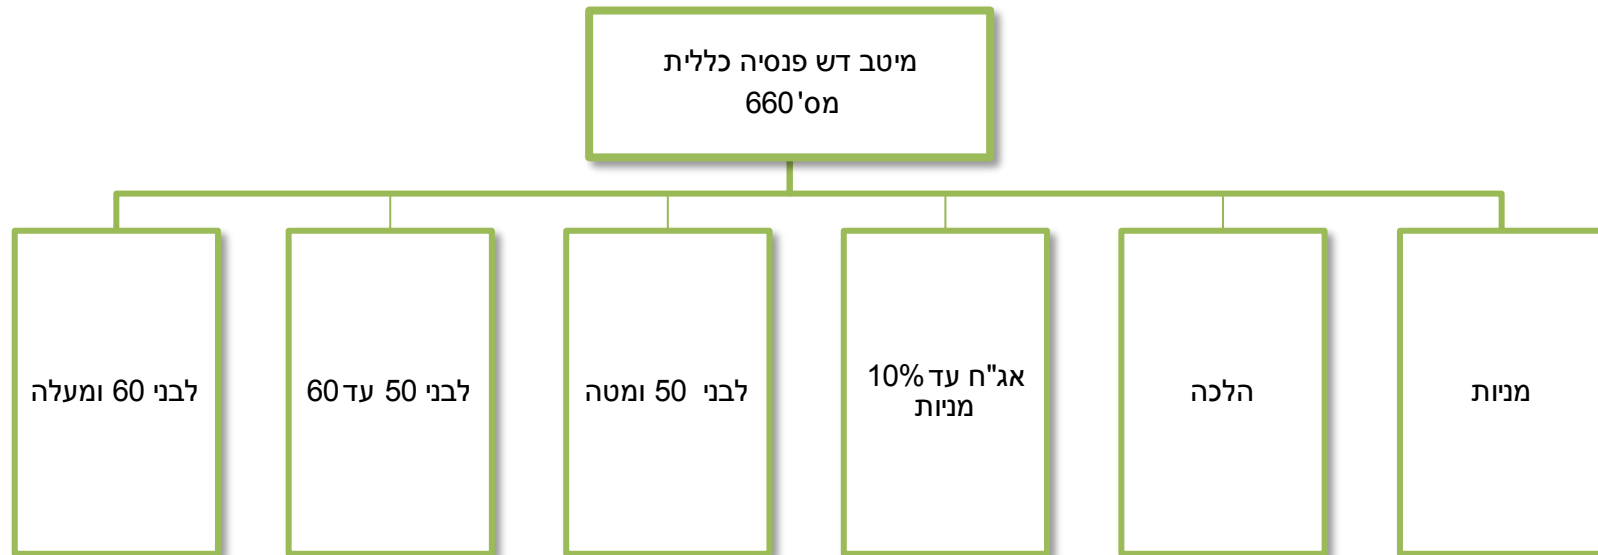 מיטב דש פנסיה כללית
מס' 660
מניות
הלכה
אג"ח עד 10%
מניות
לבני 50 ומטה
לבני 50 עד 60
לבני 60 ומעלה